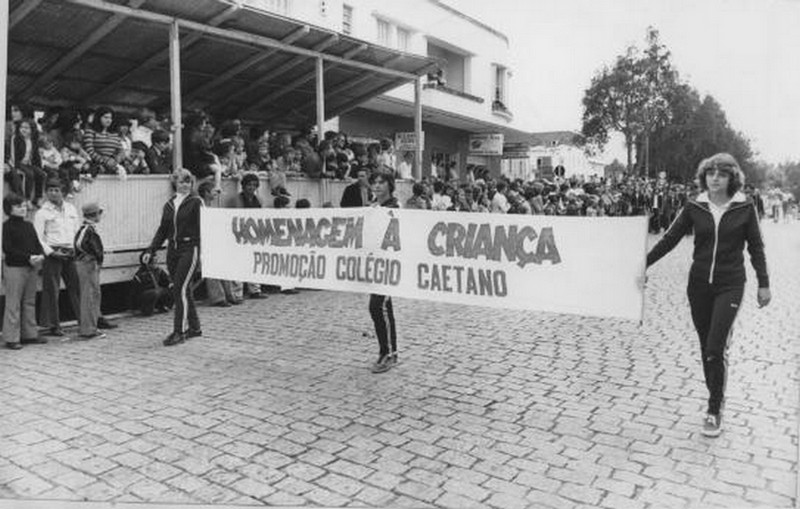 HOMENAGEM À CRIANÇA
PROMOÇÃO COLÉGIO CAETANO